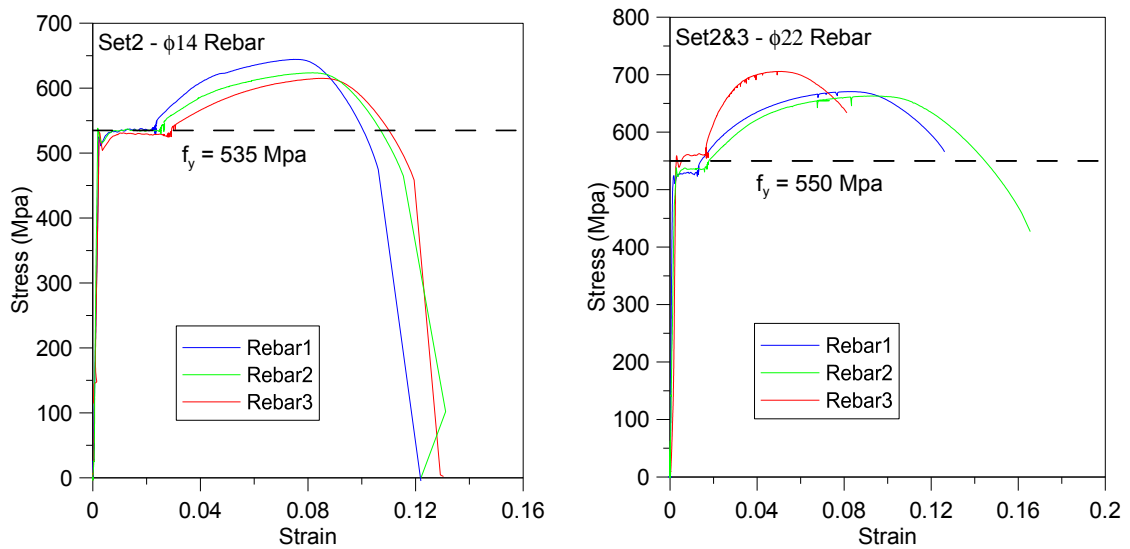 Set2 - ϕ14 Rebar
700
600
500
400
300
200
100
0
Stress (Mpa)
f_y = 535 Mpa
Rebar1
Rebar2
Rebar3
0 0.04 0.08 0.12 0.16
Strain
Set2&3 - ϕ22 Rebar
800
700
600
500
400
300
200
100
0
Stress (Mpa)
f_y = 550 Mpa
Rebar1
Rebar2
Rebar3
0 0.04 0.08 0.12 0.16 0.2
Strain